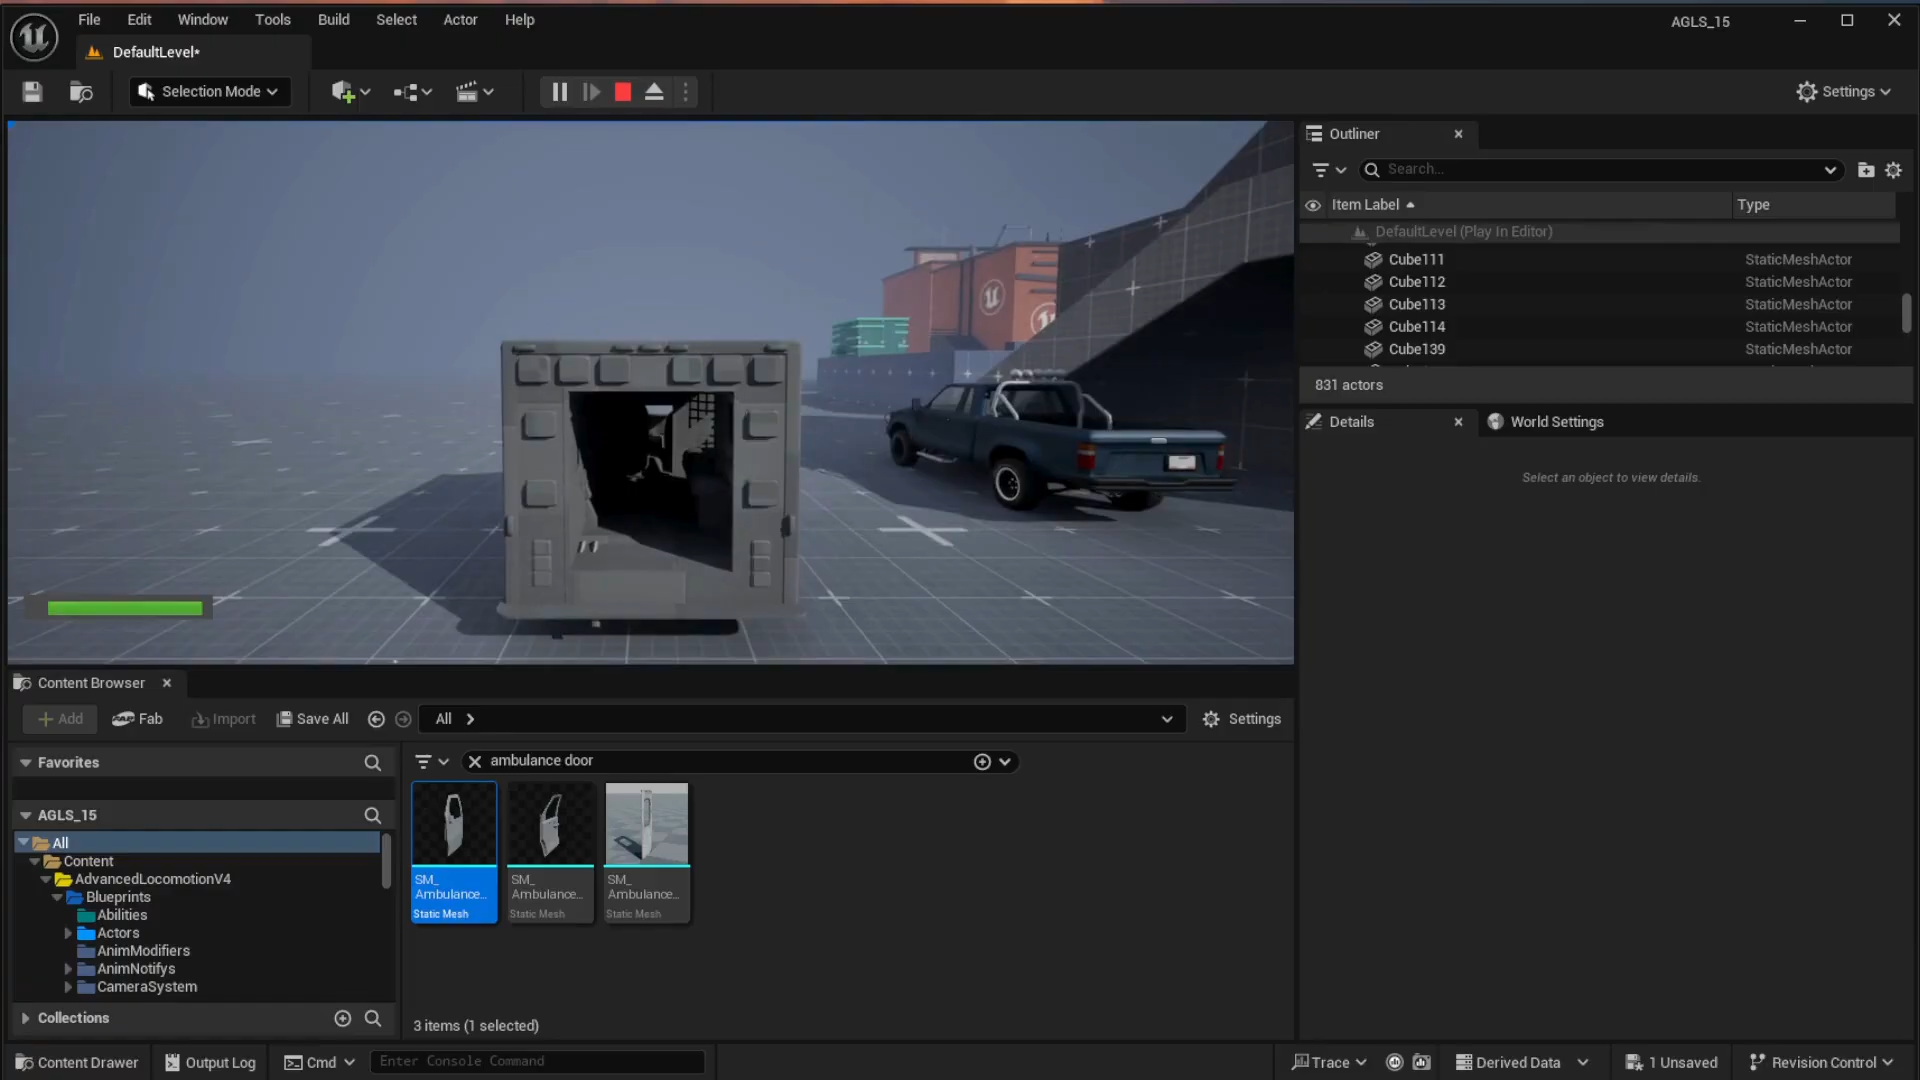 File Edit Window Tools Build Select Actor Help
AGLS_15
DefaultLevel*
Selection Mode
Settings
Outliner
Search...
Item Label Type
DefaultLevel (Play In Editor)
Cube111 StaticMeshActor
Cube112 StaticMeshActor
Cube113 StaticMeshActor
Cube114 StaticMeshActor
Cube139 StaticMeshActor
831 actors
Details World Settings
Select an object to view details.
Content Browser
Add Fab Import Save All All Settings
Favorites
ambulance door
AGLS_15
All
Content
AdvancedLocomotionV4
Blueprints
Abilities
Actors
AnimModifiers
AnimNotifys
CameraSystem
SM_
Ambulance...
Static Mesh
SM_
Ambulance...
Static Mesh
SM_
Ambulance...
Static Mesh
Collections
3 items (1 selected)
Content Drawer Output Log Cmd Enter Console Command Trace Derived Data 1 Unsaved Revision Control